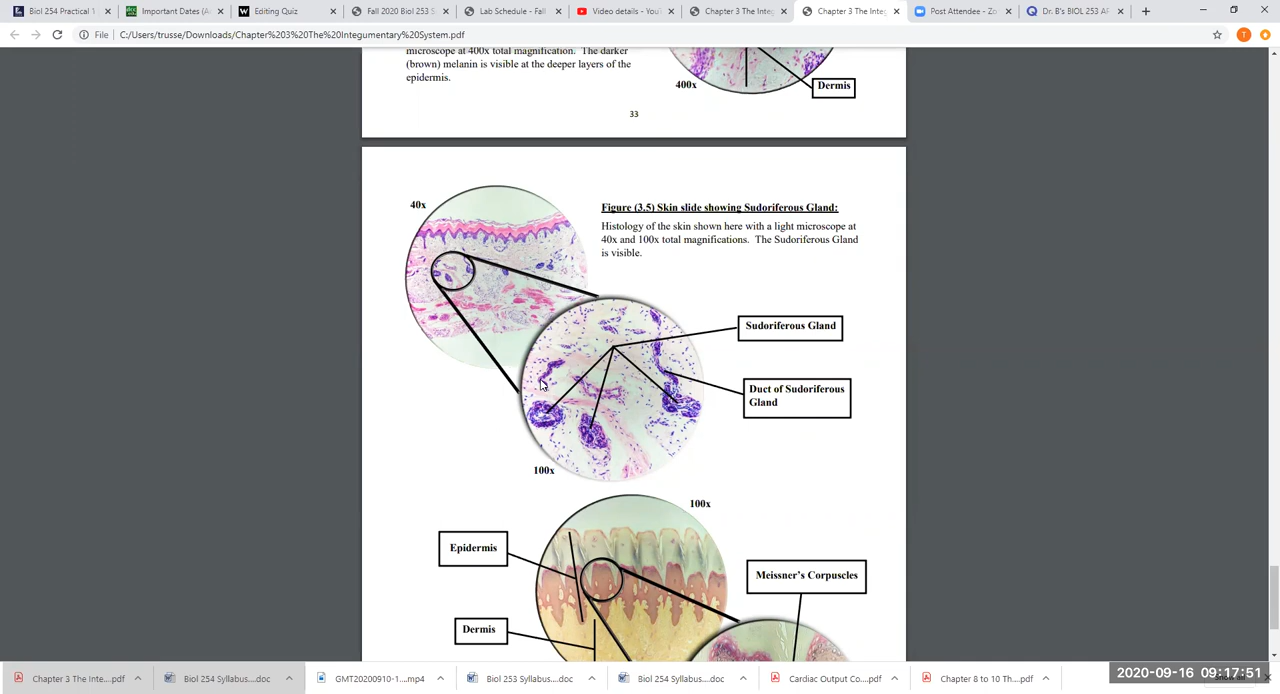 Biol 254 Practical 1
Important Dates (A
Editing Quiz
Fall 2020 Biol 253 S
Lab Schedule - Fall
Video details - You
Chapter 3 The Inte
Chapter 3 The Inte
Post Attendee - Zo
Dr. B's BIOL 253 AP
File
C:/Users/trusse/Downloads/Chapter%203%20The%20Integumentary%20System.pdf
T
microscope at 400x total magnification. The darker
(brown) melanin is visible at the deeper layers of the
epidermis.
400x
Dermis
33
40x
Figure (3.5) Skin slide showing Sudoriferous Gland:
Histology of the skin shown here with a light microscope at
40x and 100x total magnifications. The Sudoriferous Gland
is visible.
Sudoriferous Gland
Duct of Sudoriferous
Gland
100x
100x
Epidermis
Meissner's Corpuscles
Dermis
Chapter 3 The Inte....pdf
Biol 254 Syllabus....doc
GMT20200910-1....mp4
Biol 253 Syllabus....doc
Biol 254 Syllabus....doc
Cardiac Output Co....pdf
Chapter 8 to 10 Th....pdf
2020-09-16 09:17:51